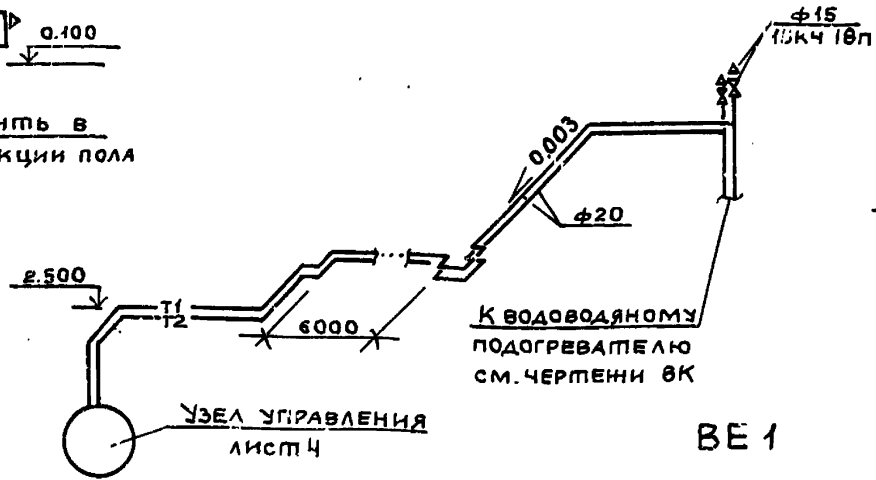 0.100
ить в
кции пола
ф15
15кч 18п
0.003
ф20
2.500
Т1
Т2
6000
К водоводяному
подогревателю
см. чертежи ВК
Узел управления
лист 4
ВЕ 1